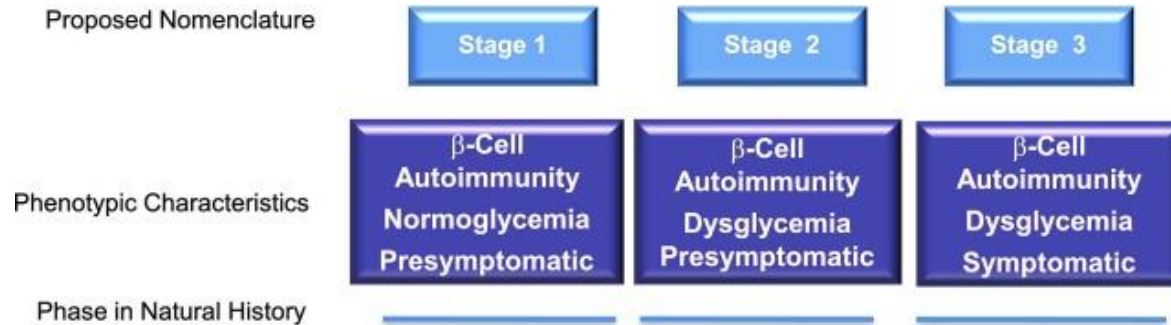 Proposed Nomenclature
Stage 1
Stage 2
Stage 3
Phenotypic Characteristics
β-Cell
Autoimmunity
Normoglycemia
Presymptomatic
β-Cell
Autoimmunity
Dysglycemia
Presymptomatic
β-Cell
Autoimmunity
Dysglycemia
Symptomatic
Phase in Natural History